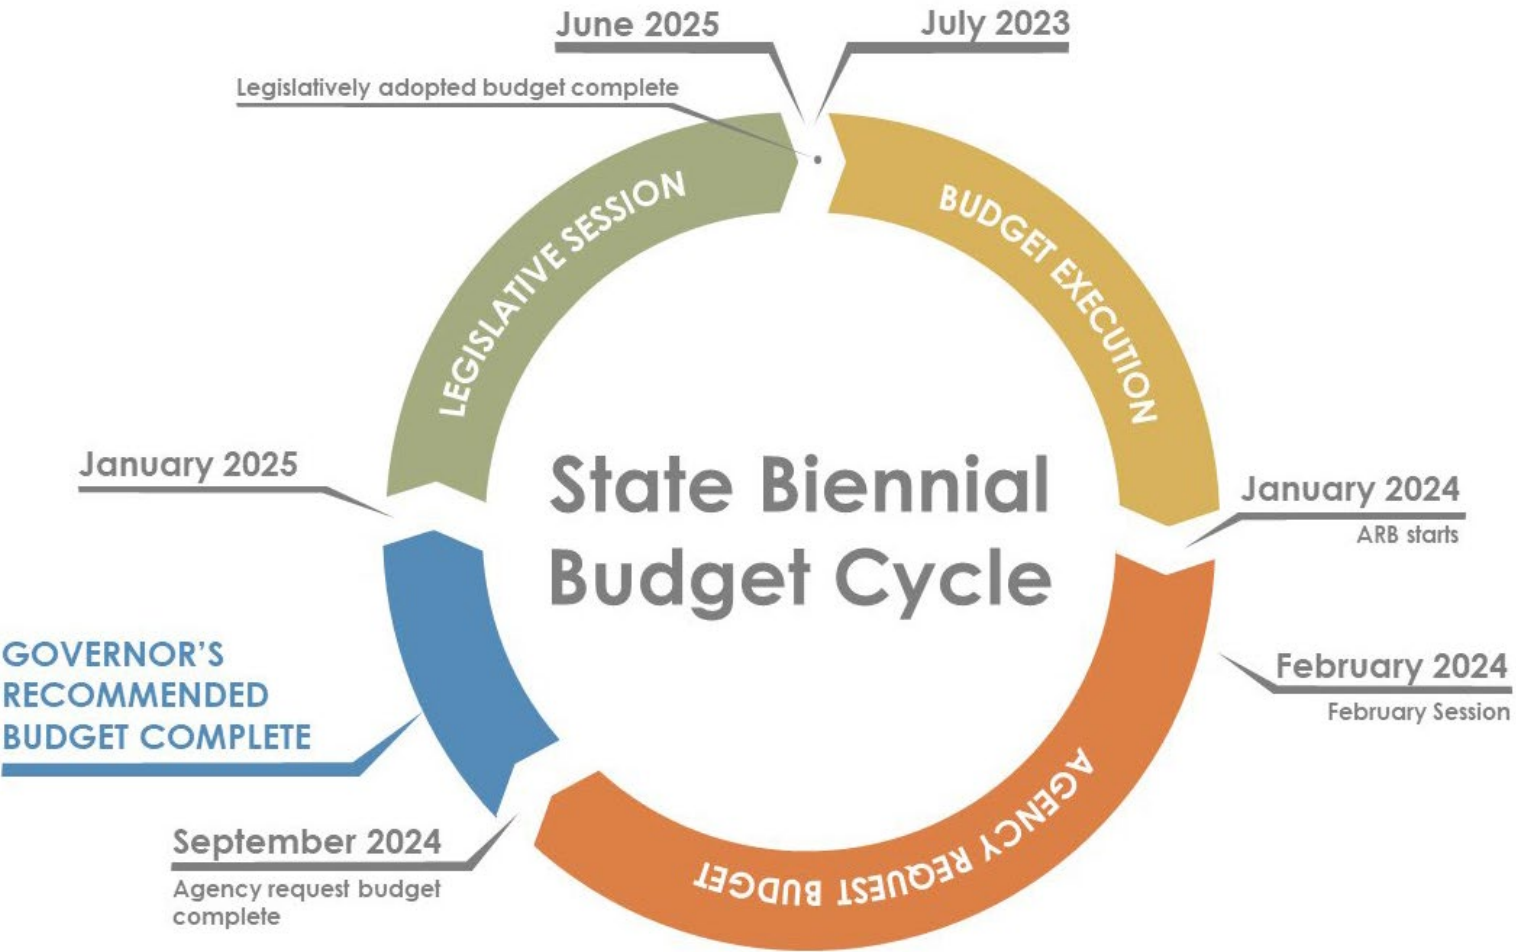 June 2025
July 2023
Legislatively adopted budget complete
LEGISLATIVE SESSION
BUDGET EXECUTION
January 2025
State Biennial
Budget Cycle
January 2024
ARB starts
GOVERNOR’S
RECOMMENDED
BUDGET COMPLETE
February 2024
February Session
AGENCY REQUEST BUDGET
September 2024
Agency request budget
complete